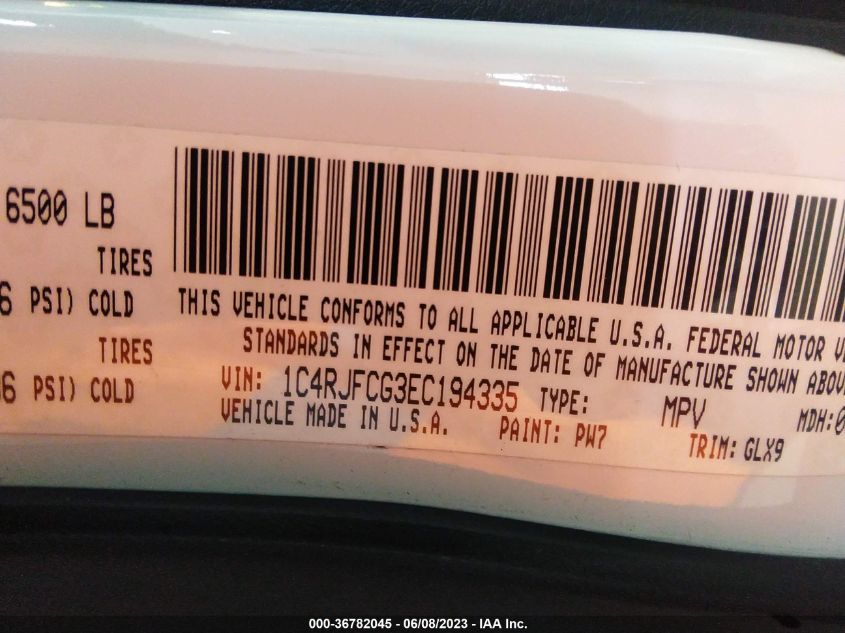 6500 LB
TIRES
6 PSI) COLD
TIRES
6 PSI) COLD
THIS VEHICLE CONFORMS TO ALL APPLICABLE U.S.A. FEDERAL MOTOR
STANDARDS IN EFFECT ON THE DATE OF MANUFACTURE SHOWN
VIN: 1C4RJFCG3EC194335 TYPE: MPV MDH:
VEHICLE MADE IN U.S.A. PAINT: PW7 TRIM: GLX9
000-36782045 - 06/08/2023 - IAA Inc.